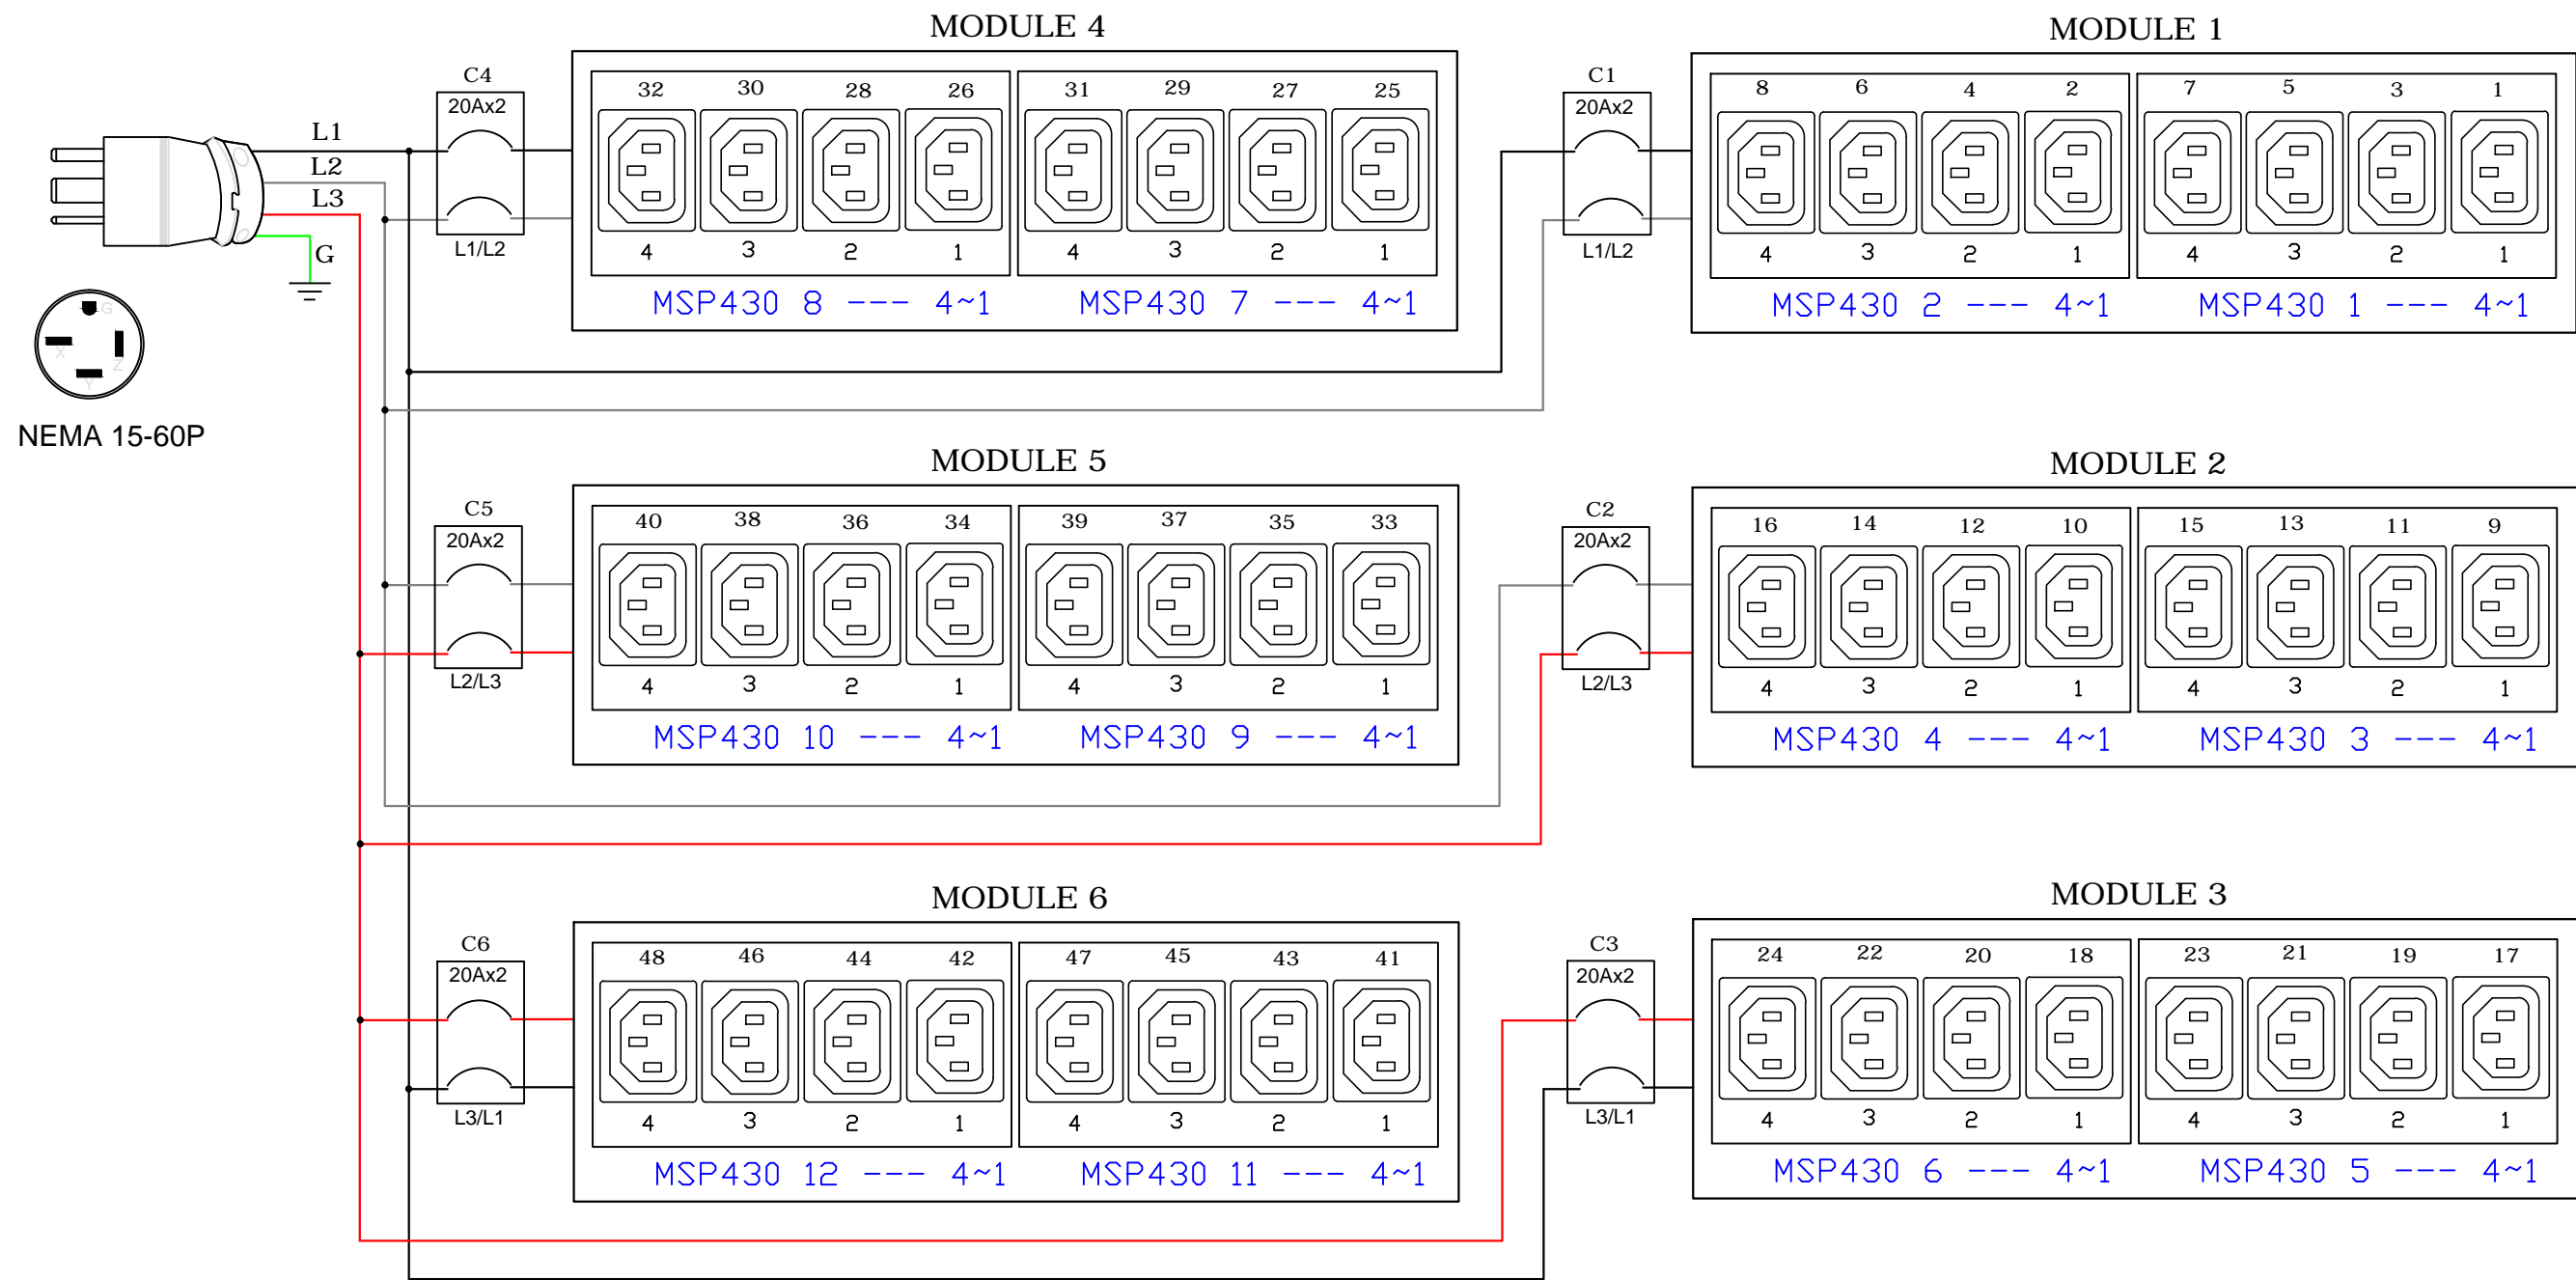 MODULE 4
C4
20Ax2
L1/L2
32 30 28 26 31 29 27 25
4 3 2 1 4 3 2 1
MSP430 8 --- 4~1 MSP430 7 --- 4~1
MODULE 1
C1
20Ax2
L1/L2
8 6 4 2 7 5 3 1
4 3 2 1 4 3 2 1
MSP430 2 --- 4~1 MSP430 1 --- 4~1
L1
L2
L3
G
G
X
Z
Y
NEMA 15-60P
MODULE 5
C5
20Ax2
L2/L3
40 38 36 34 39 37 35 33
4 3 2 1 4 3 2 1
MSP430 10 --- 4~1 MSP430 9 --- 4~1
MODULE 2
C2
20Ax2
L2/L3
16 14 12 10 15 13 11 9
4 3 2 1 4 3 2 1
MSP430 4 --- 4~1 MSP430 3 --- 4~1
MODULE 6
C6
20Ax2
L3/L1
48 46 44 42 47 45 43 41
4 3 2 1 4 3 2 1
MSP430 12 --- 4~1 MSP430 11 --- 4~1
MODULE 3
C3
20Ax2
L3/L1
24 22 20 18 23 21 19 17
4 3 2 1 4 3 2 1
MSP430 6 --- 4~1 MSP430 5 --- 4~1